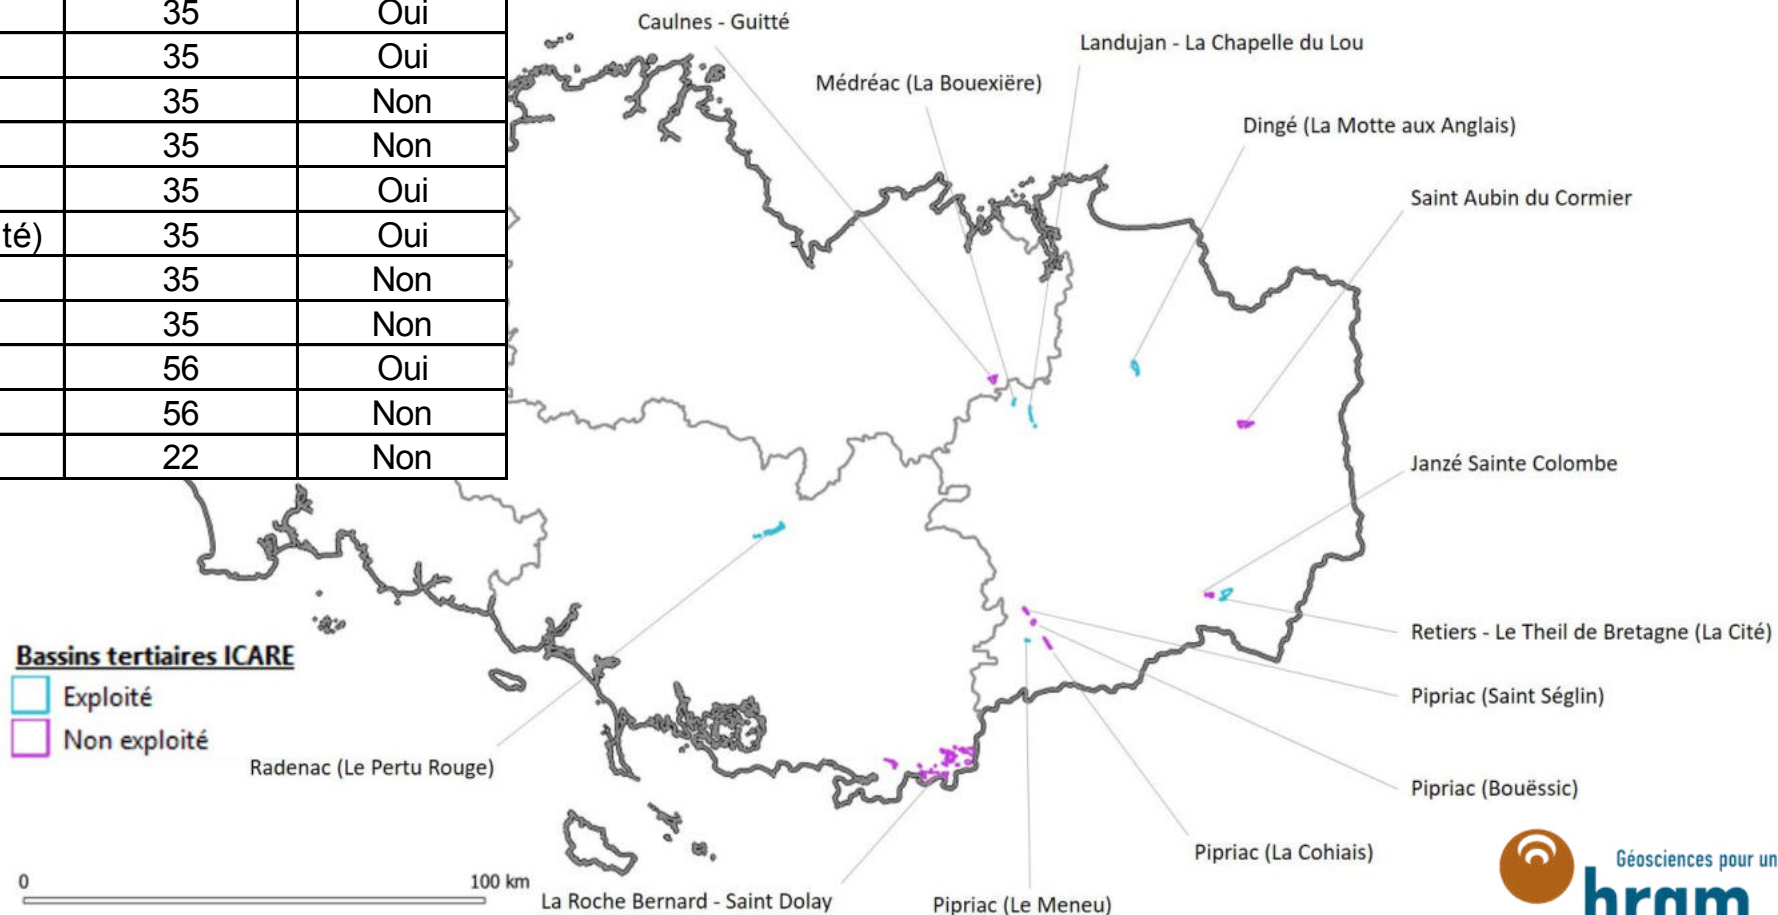 35 Oui
35 Oui
35 Non
35 Non
35 Oui
té) 35 Oui
35 Non
35 Non
56 Oui
56 Non
22 Non
Caulnes - Guitté
Landujan - La Chapelle du Lou
Médréac (La Bouexiëre)
Dingé (La Motte aux Anglais)
Saint Aubin du Cormier
Janzé Sainte Colombe
Retiers - Le Theil de Bretagne (La Cité)
Pipriac (Saint Séglin)
Pipriac (Bouëssic)
Pipriac (La Cohiais)
Pipriac (Le Meneu)
La Roche Bernard - Saint Dolay
Radenac (Le Pertu Rouge)
Bassins tertiaires ICARE
Exploité
Non exploité
0 100 km
Géosciences pour un
brgm